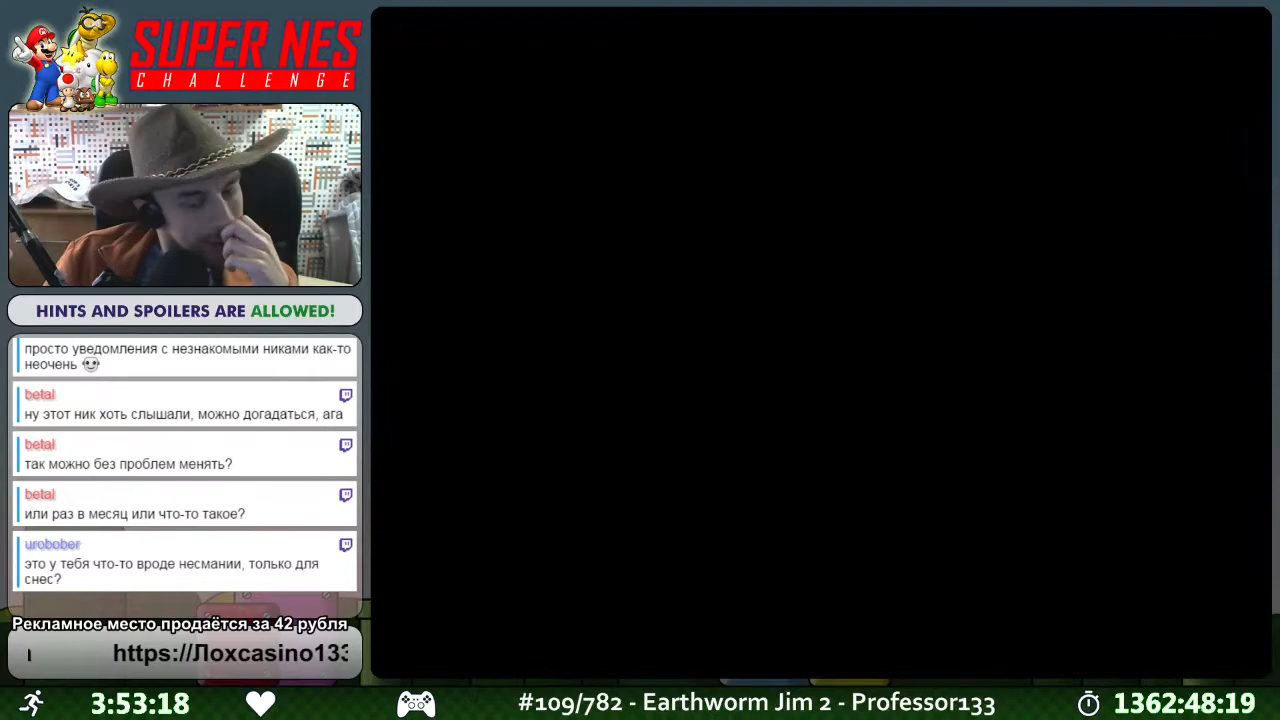 SUPER NES
CHALLENGE
HINTS AND SPOILERS ARE ALLOWED!
просто уведомления с незнакомыми никами как-то
неочень
betal
ну этот ник хоть слышали, можно догадаться, ага
betal
так можно без проблем менять?
betal
или раз в месяц или что-то такое?
urobober
это у тебя что-то вроде несмании, только для
снес?
Рекламное место продаётся за 42 рубля
https://Лохcasino133
3:53:18
#109/782 - Earthworm Jim 2 - Professor133
1362:48:19